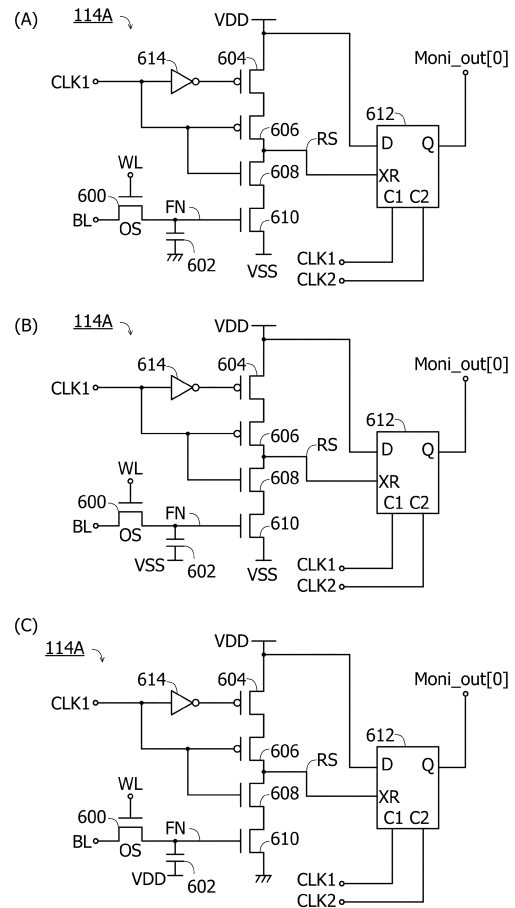 (A)
114A
VDD
614
604
Moni_out[0]
CLK1
612
606
RS
D Q
WL
608
XR
600
FN
C1 C2
BL
OS
610
602
VSS
CLK1
CLK2
(B)
114A
VDD
614
604
Moni_out[0]
CLK1
612
606
RS
D Q
WL
608
XR
600
FN
C1 C2
BL
OS
610
VSS
602
VSS
CLK1
CLK2
(C)
114A
VDD
614
604
Moni_out[0]
CLK1
612
606
RS
D Q
WL
608
XR
600
FN
C1 C2
BL
OS
610
VDD
602
CLK1
CLK2